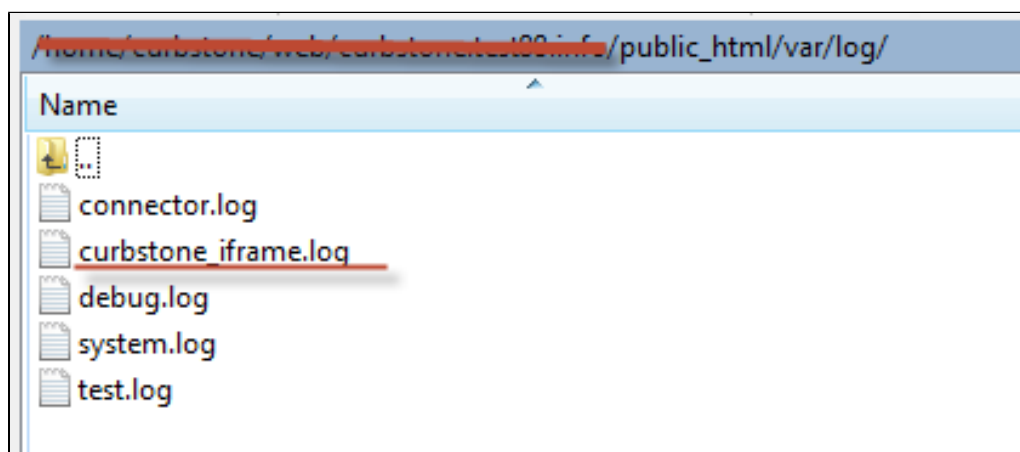 /public_html/var/log/
Name
..
connector.log
curbstone_iframe.log
debug.log
system.log
test.log